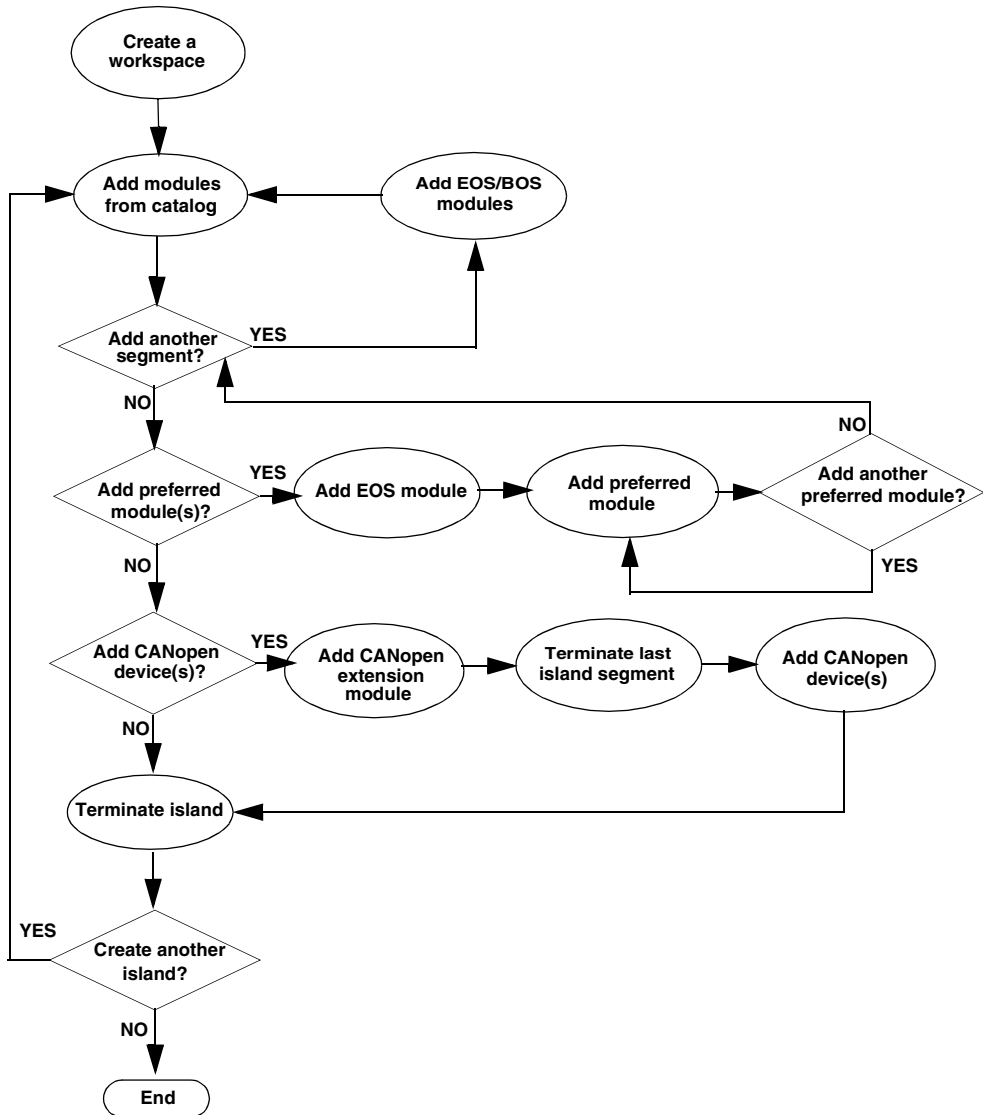 Create a
workspace
Add modules
from catalog
Add EOS/BOS
modules
Add another
segment?
YES
NO
NO
Add preferred
module(s)?
YES
Add EOS module
Add preferred
module
Add another
preferred module?
YES
NO
Add CANopen
device(s)?
YES
Add CANopen
extension
module
Terminate last
island segment
Add CANopen
device(s)
NO
Terminate island
YES
Create another
island?
NO
End